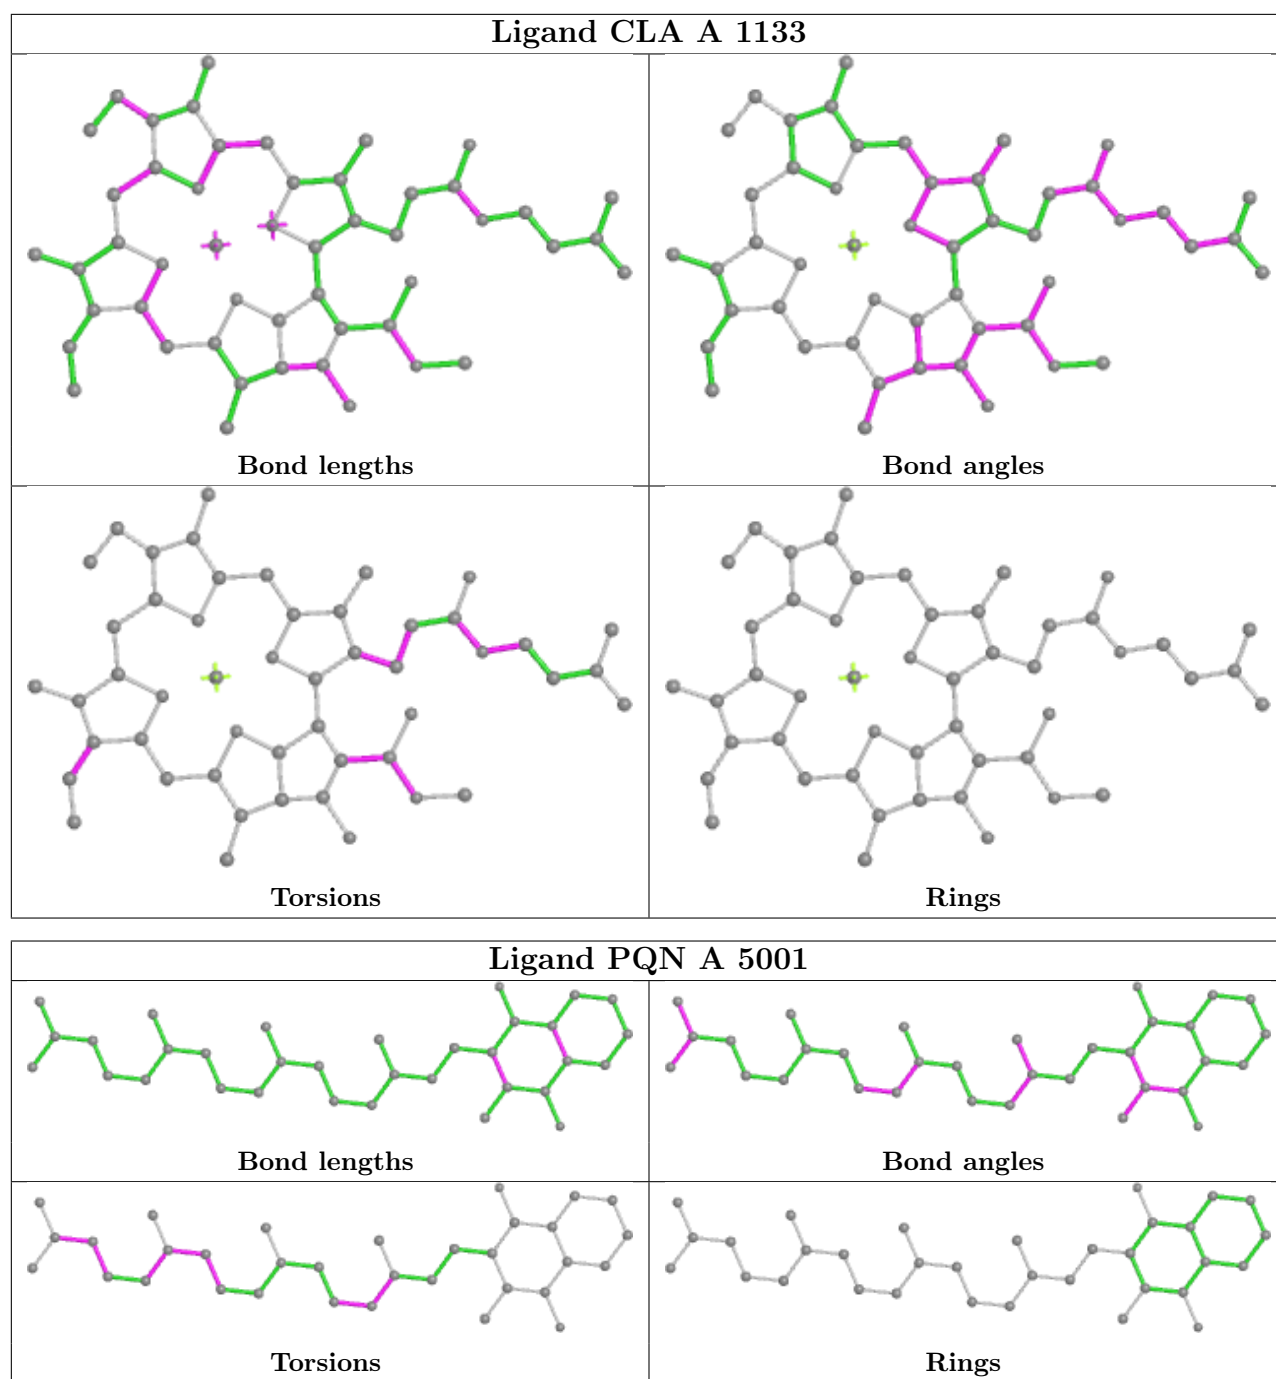 Ligand CLA A 1133
Bond lengths
Bond angles
Torsions
Rings
Ligand PQN A 5001
Bond lengths
Bond angles
Torsions
Rings